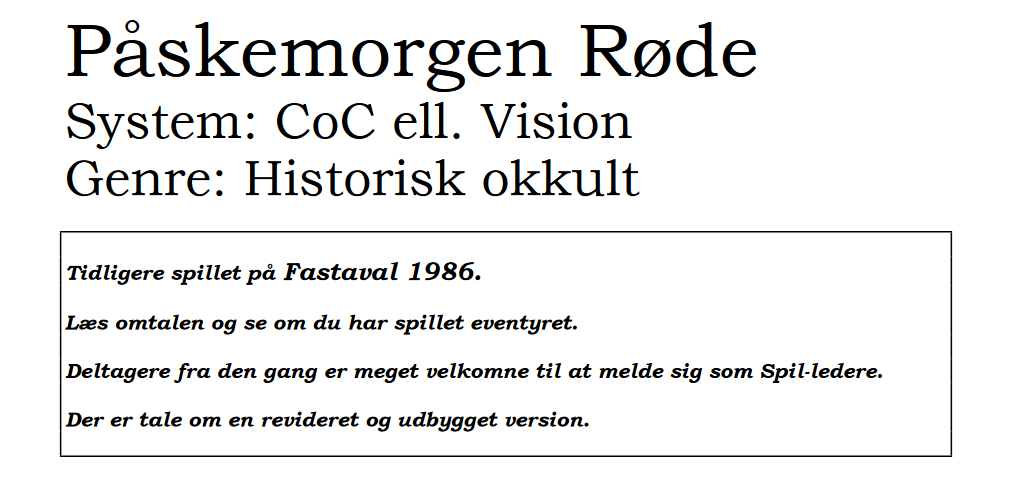 Påskemorgen Røde
System: CoC ell. Vision
Genre: Historisk okkult
Tidligere spillet på Fastaval 1986.
Læs omtalen og se om du har spillet eventyret.
Deltagere fra den gang er meget velkomne til at melde sig som Spil-ledere.
Der er tale om en revideret og udbygget version.